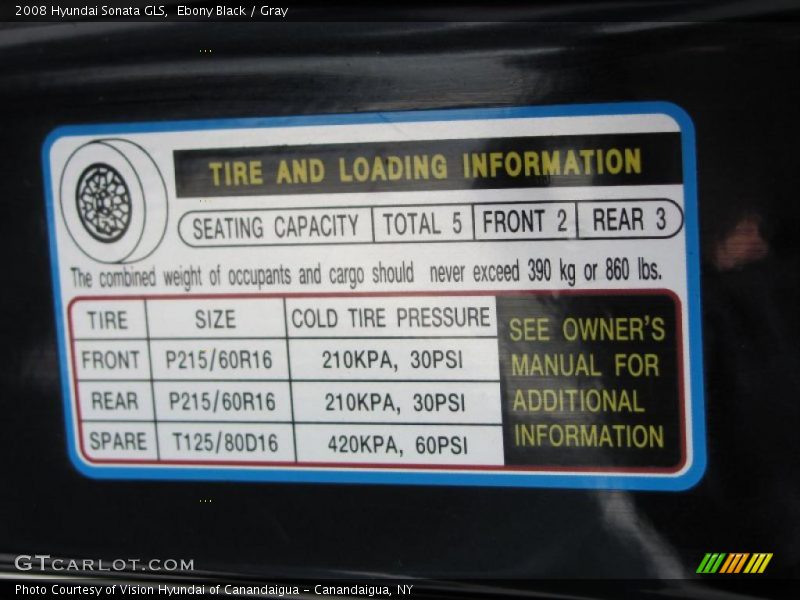 2008 Hyundai Sonata GLS, Ebony Black / Gray
TIRE AND LOADING INFORMATION
SEATING CAPACITY TOTAL 5 FRONT 2 REAR 3
The combined weight of occupants and cargo should never exceed 390 kg or 860 lbs.
TIRE SIZE COLD TIRE PRESSURE
FRONT P215/60R16 210KPA, 30PSI
REAR P215/60R16 210KPA, 30PSI
SPARE T125/80D16 420KPA, 60PSI
SEE OWNER'S
MANUAL FOR
ADDITIONAL
INFORMATION
GTCARLOT.COM
Photo Courtesy of Vision Hyundai of Canandaigua - Canandaigua, NY